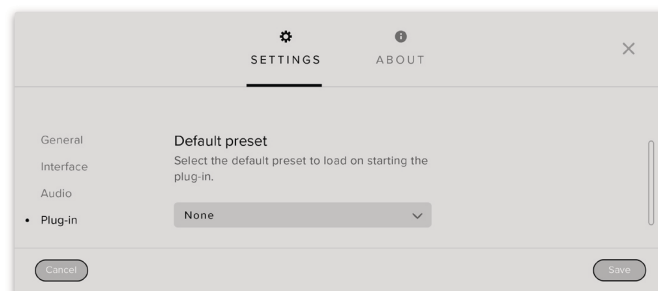 SETTINGS
ABOUT
General
Interface
Audio
Plug-in
Default preset
Select the default preset to load on starting the
plug-in.
None
Cancel
Save